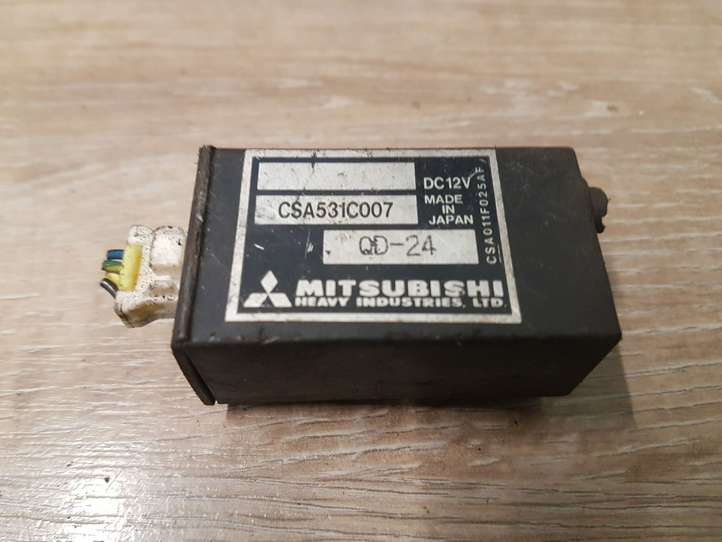 DC12V
CSA531C007
MADE
IN
JAPAN
QD-24
CSA011F025AF
MITSUBISHI
HEAVY INDUSTRIES, LTD.